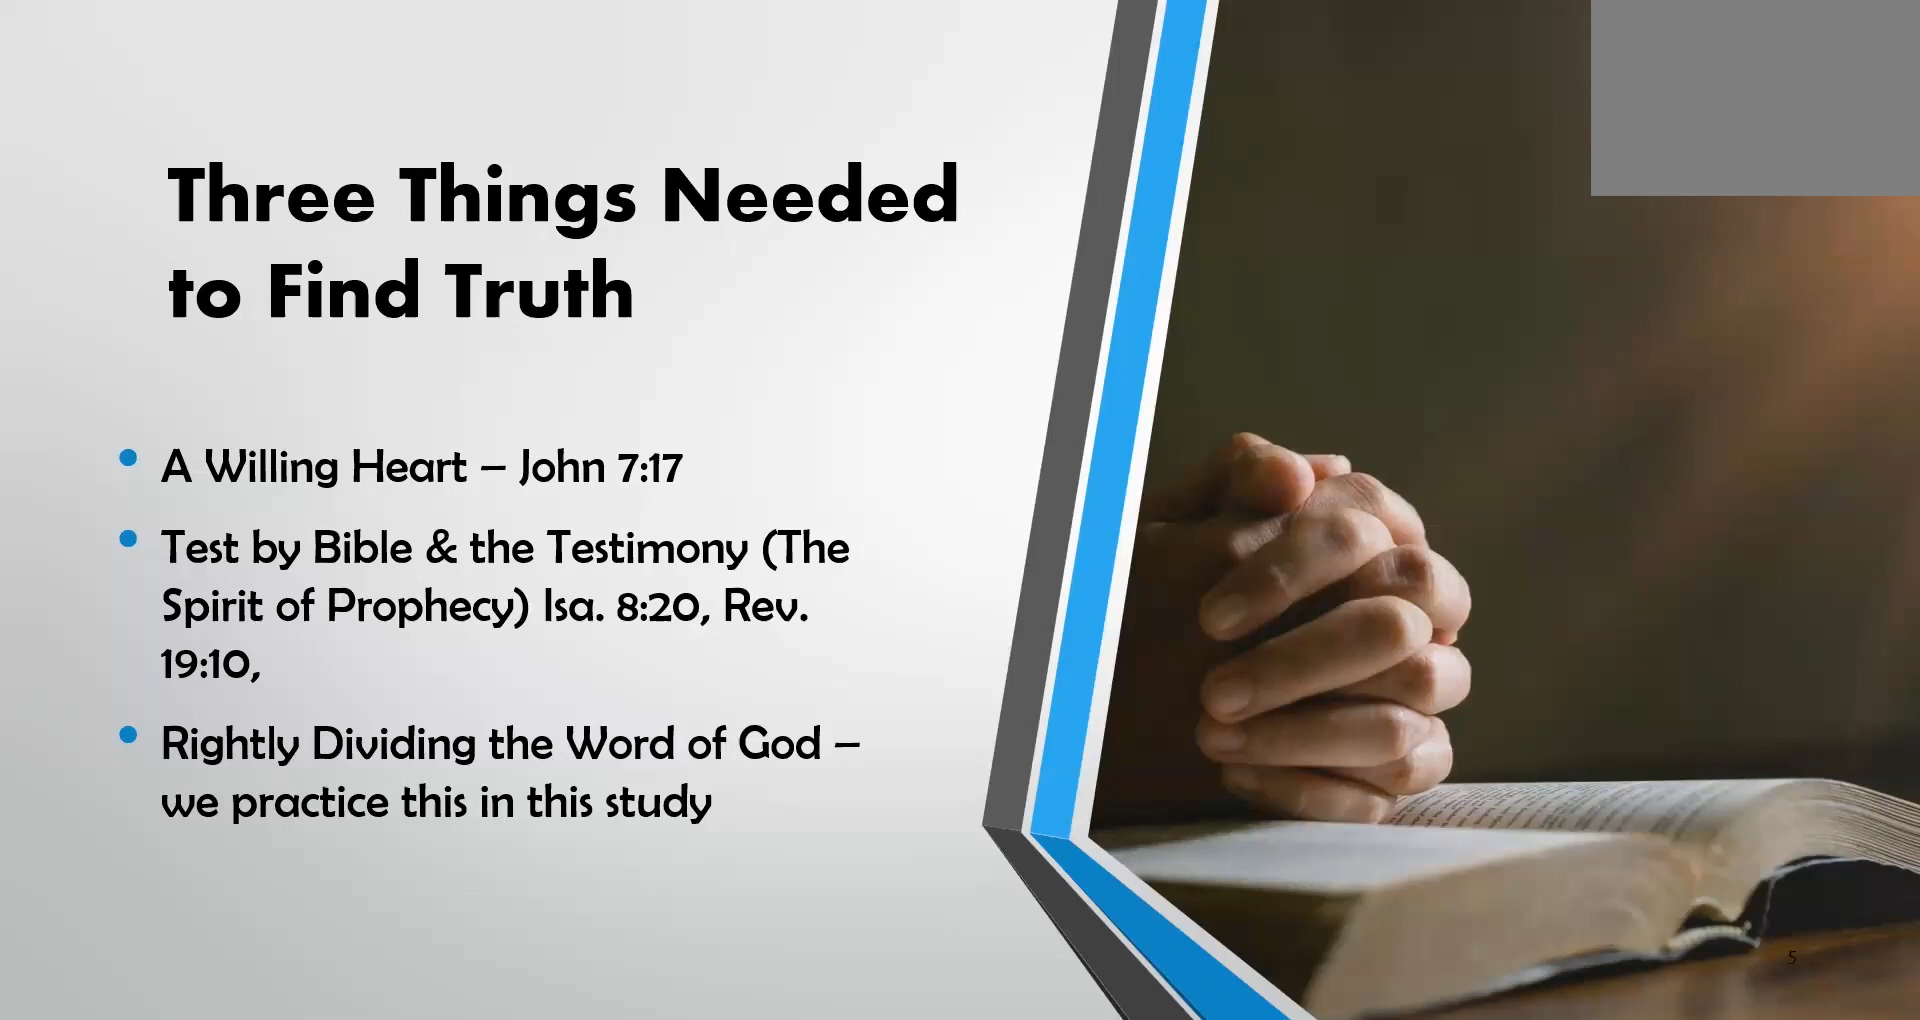 Three Things Needed
to Find Truth
• A Willing Heart – John 7:17
• Test by Bible & the Testimony (The
Spirit of Prophecy) Isa. 8:20, Rev.
19:10,
• Rightly Dividing the Word of God –
we practice this in this study
5